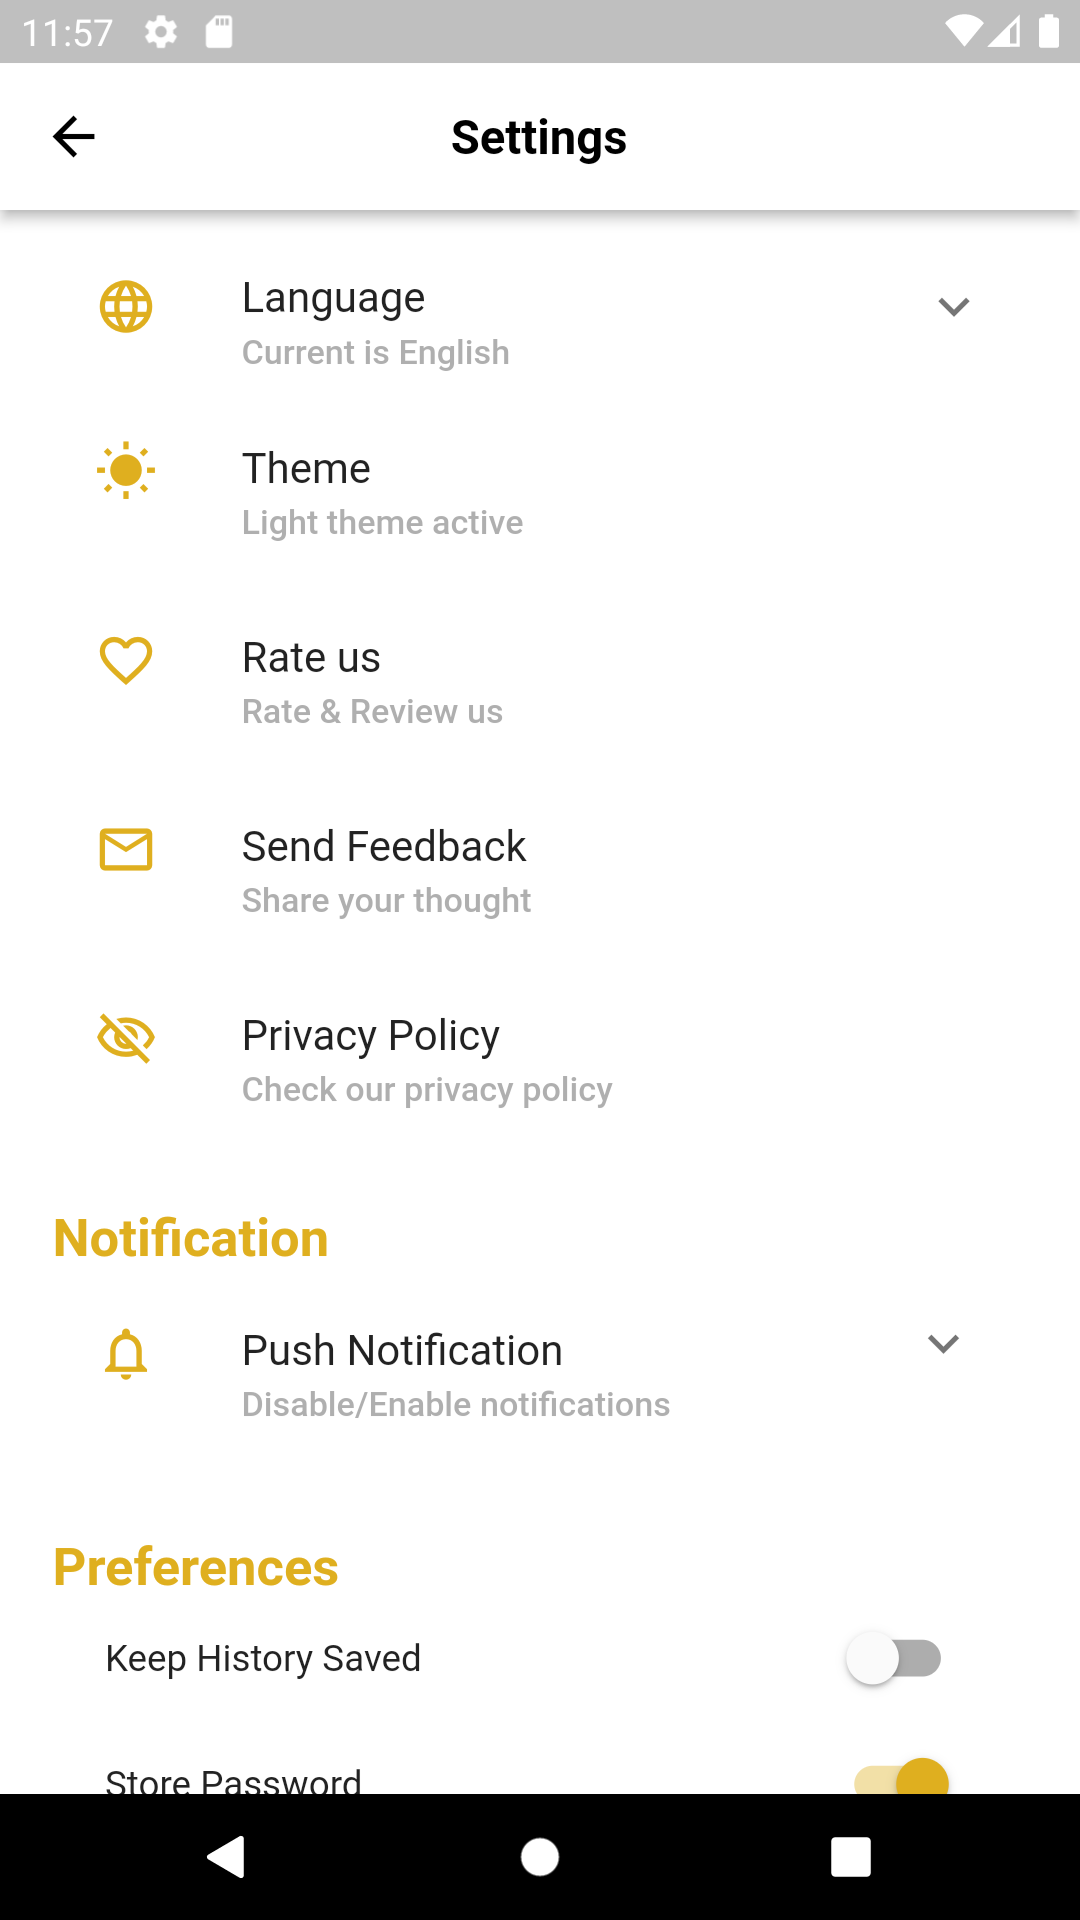 11:57
Settings
Language
Current is English
Theme
Light theme active
Rate us
Rate & Review us
Send Feedback
Share your thought
Privacy Policy
Check our privacy policy
Notification
Push Notification
Disable/Enable notifications
Preferences
Keep History Saved
Store Password